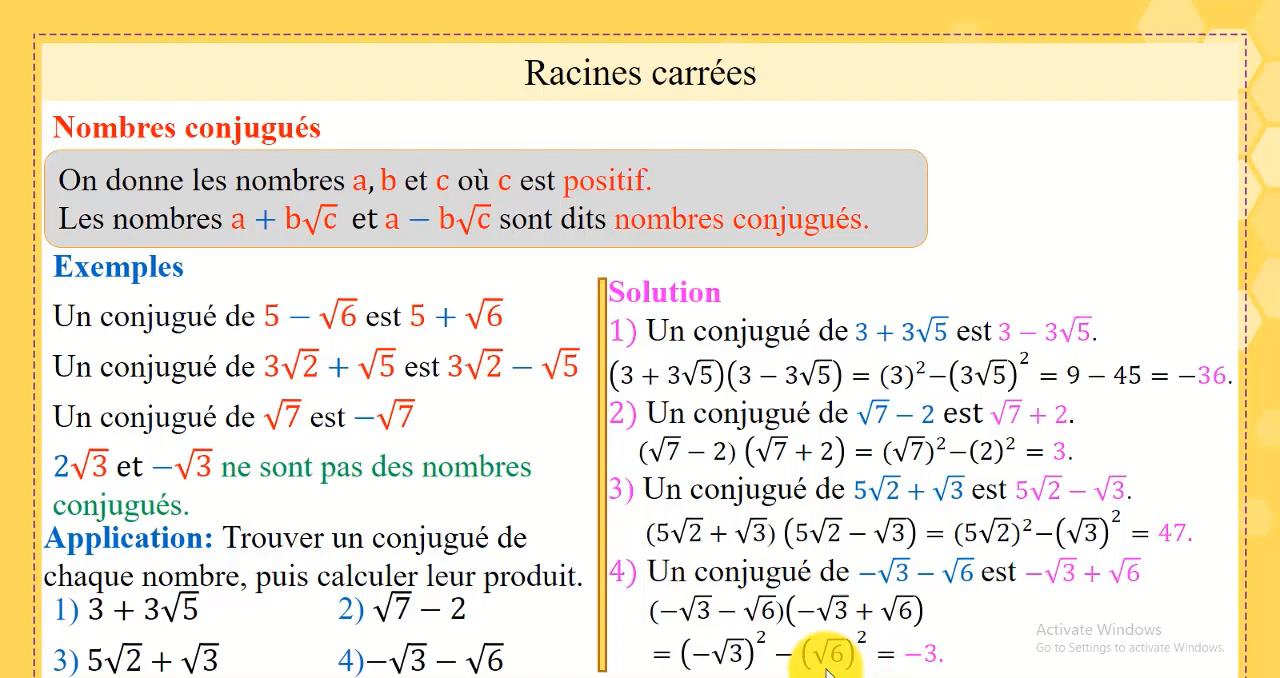 Racines carrées
Nombres conjugués
On donne les nombres a, b et c où c est positif.
Les nombres a + b√c et a − b√c sont dits nombres conjugués.
Exemples
Un conjugué de 5 − √6 est 5 + √6
Un conjugué de 3√2 + √5 est 3√2 − √5
Un conjugué de √7 est −√7
2√3 et −√3 ne sont pas des nombres
conjugués.
Application: Trouver un conjugué de
chaque nombre, puis calculer leur produit.
1) 3 + 3√5 2) √7 − 2
3) 5√2 + √3 4)−√3 − √6
Solution
1) Un conjugué de 3 + 3√5 est 3 − 3√5.
(3 + 3√5)(3 − 3√5) = (3)²−(3√5)² = 9 − 45 = −36.
2) Un conjugué de √7 − 2 est √7 + 2.
(√7 − 2) (√7 + 2) = (√7)²−(2)² = 3.
3) Un conjugué de 5√2 + √3 est 5√2 − √3.
(5√2 + √3) (5√2 − √3) = (5√2)²−(√3)² = 47.
4) Un conjugué de −√3 − √6 est −√3 + √6
(−√3 − √6)(−√3 + √6)
= (−√3)² − (√6)² = −3.
Activate Windows
Go to Settings to activate Windows.